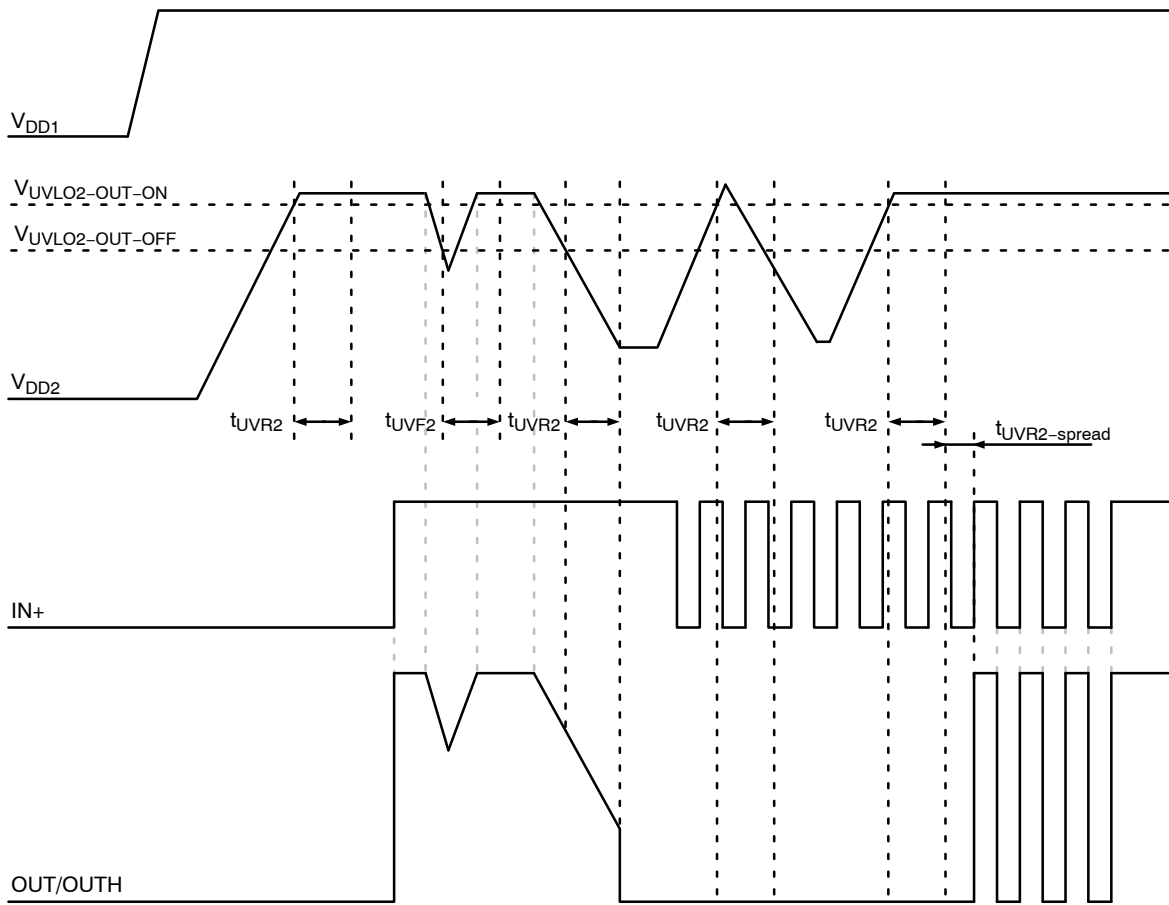 VDD1
VUVLO2-OUT-ON
VUVLO2-OUT-OFF
VDD2
tUVR2
tUVF2
tUVR2
tUVR2
tUVR2
tUVR2-spread
IN+
OUT/OUTH